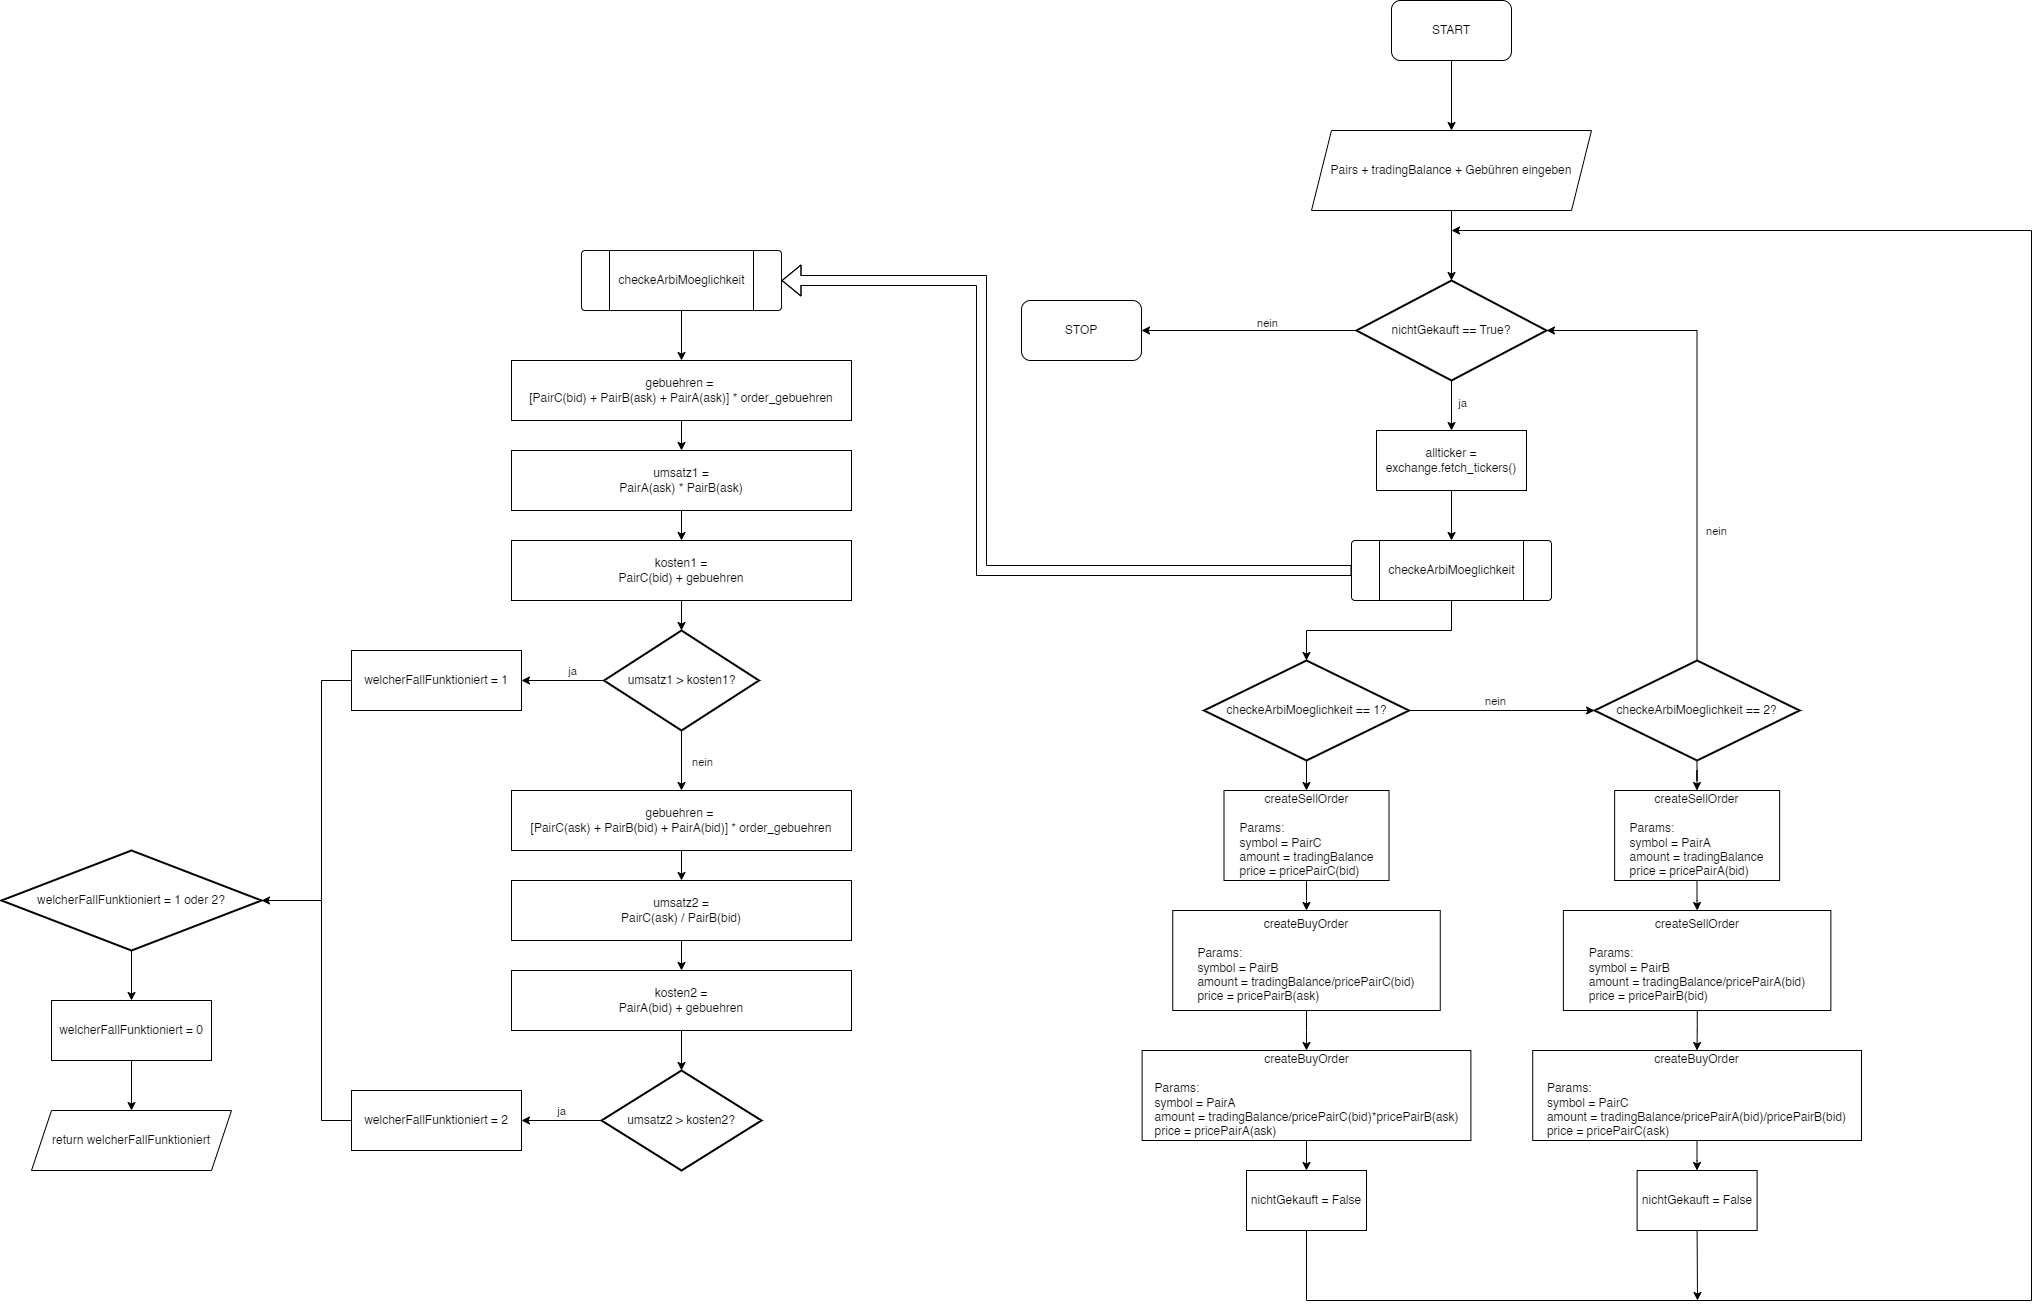 START
Pairs + tradingBalance + Gebühren eingeben
nichtGekauft == True?
nein
STOP
ja
allticker =
exchange.fetch_tickers()
checkeArbiMoeglichkeit
checkeArbiMoeglichkeit == 1?
nein
checkeArbiMoeglichkeit == 2?
nein
createSellOrder
Params:
symbol = PairC
amount = tradingBalance
price = pricePairC(bid)
createBuyOrder
Params:
symbol = PairB
amount = tradingBalance/pricePairC(bid)
price = pricePairB(ask)
createBuyOrder
Params:
symbol = PairA
amount = tradingBalance/pricePairC(bid)*pricePairB(ask)
price = pricePairA(ask)
nichtGekauft = False
createSellOrder
Params:
symbol = PairA
amount = tradingBalance
price = pricePairA(bid)
createSellOrder
Params:
symbol = PairB
amount = tradingBalance/pricePairA(bid)
price = pricePairB(bid)
createBuyOrder
Params:
symbol = PairC
amount = tradingBalance/pricePairA(bid)/pricePairB(bid)
price = pricePairC(ask)
nichtGekauft = False
checkeArbiMoeglichkeit
gebuehren =
[PairC(bid) + PairB(ask) + PairA(ask)] * order_gebuehren
umsatz1 =
PairA(ask) * PairB(ask)
kosten1 =
PairC(bid) + gebuehren
umsatz1 > kosten1?
ja
welcherFallFunktioniert = 1
nein
gebuehren =
[PairC(ask) + PairB(bid) + PairA(bid)] * order_gebuehren
umsatz2 =
PairC(ask) / PairB(bid)
kosten2 =
PairA(bid) + gebuehren
umsatz2 > kosten2?
ja
welcherFallFunktioniert = 2
welcherFallFunktioniert = 1 oder 2?
welcherFallFunktioniert = 0
return welcherFallFunktioniert